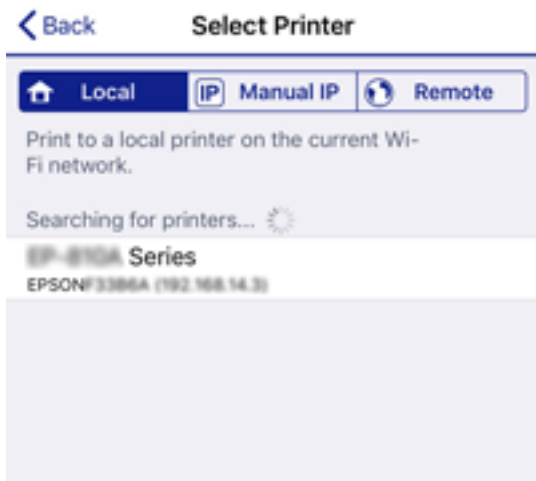 Back
Select Printer
Local
IP Manual IP
Remote
Print to a local printer on the current Wi-
Fi network.
Searching for printers...
Series
EPSON